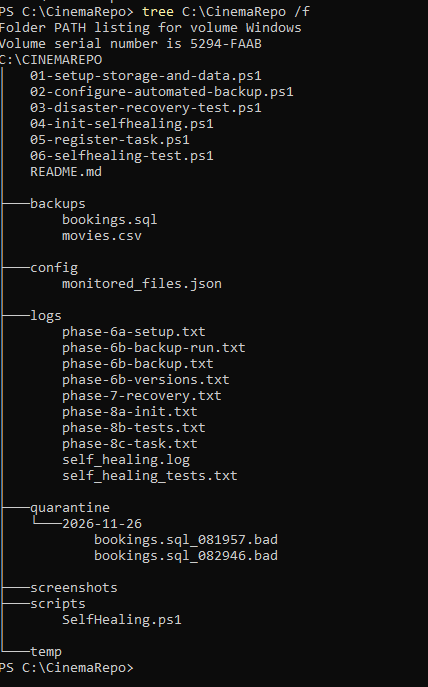 PS C:\CinemaRepo> tree C:\CinemaRepo /f
Folder PATH listing for volume Windows
Volume serial number is 5294-FAAB
C:\CINEMAREPO
│   01-setup-storage-and-data.ps1
│   02-configure-automated-backup.ps1
│   03-disaster-recovery-test.ps1
│   04-init-selfhealing.ps1
│   05-register-task.ps1
│   06-selfhealing-test.ps1
│   README.md
│
├───backups
│       bookings.sql
│       movies.csv
│
├───config
│       monitored_files.json
│
├───logs
│       phase-6a-setup.txt
│       phase-6b-backup-run.txt
│       phase-6b-backup.txt
│       phase-6b-versions.txt
│       phase-7-recovery.txt
│       phase-8a-init.txt
│       phase-8b-tests.txt
│       phase-8c-task.txt
│       self_healing.log
│       self_healing_tests.txt
│
├───quarantine
│   └───2026-11-26
│           bookings.sql_081957.bad
│           bookings.sql_082946.bad
│
├───screenshots
├───scripts
│       SelfHealing.ps1
│
└───temp
PS C:\CinemaRepo>